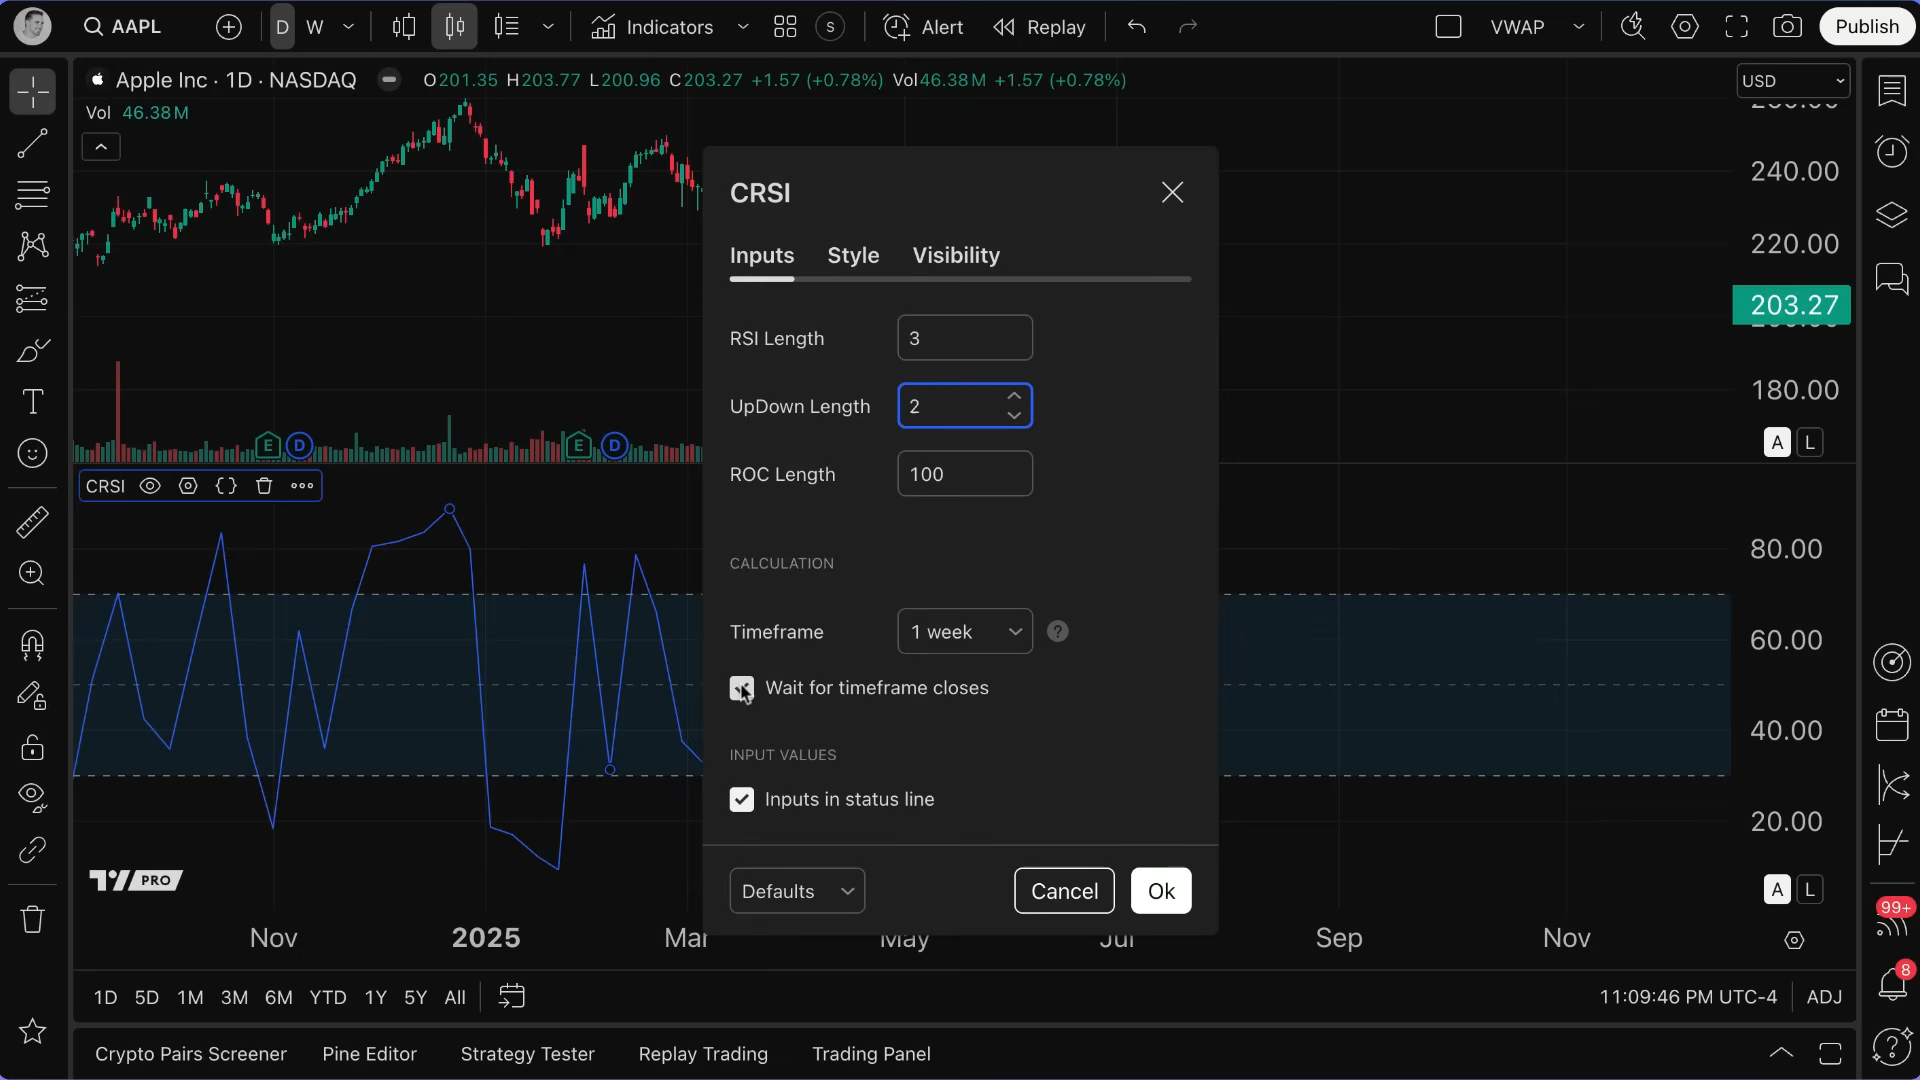 AAPL
D W
Indicators
S
Alert
Replay
VWAP
Publish
Apple Inc · 1D · NASDAQ
O201.35 H203.77 L200.96 C203.27 +1.57 (+0.78%) Vol46.38M +1.57 (+0.78%)
USD
Vol 46.38M
240.00
220.00
203.27
180.00
A L
E D E D
CRSI
80.00
60.00
40.00
20.00
A L
PRO
CRSI
Inputs Style Visibility
RSI Length 3
UpDown Length 2
ROC Length 100
CALCULATION
Timeframe 1 week ?
Wait for timeframe closes
INPUT VALUES
Inputs in status line
Defaults Cancel Ok
Nov 2025 Mar May Jul Sep Nov
99+
8
1D 5D 1M 3M 6M YTD 1Y 5Y All
11:09:46 PM UTC-4 ADJ
Crypto Pairs Screener Pine Editor Strategy Tester Replay Trading Trading Panel